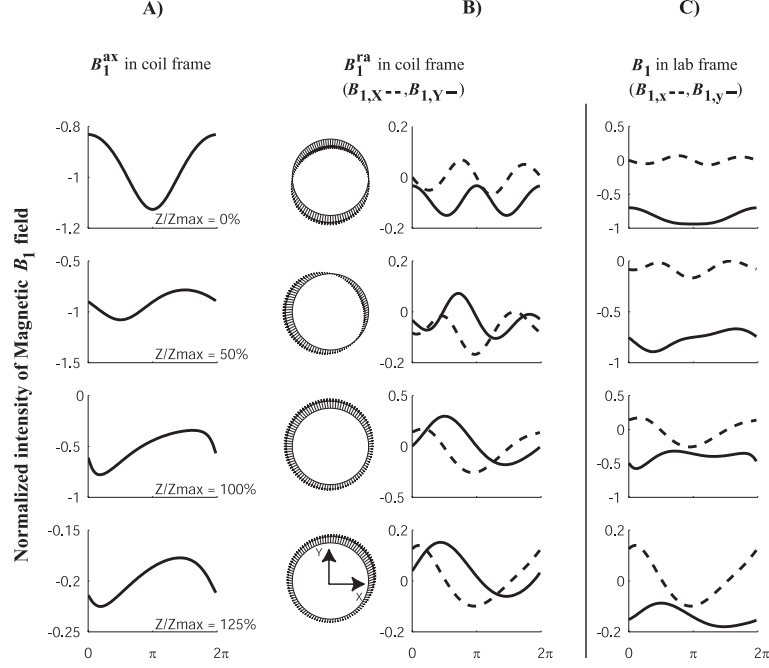 A)
B)
C)
B1^ax in coil frame
B1^ra in coil frame
(B1,X - -, B1,Y —)
B1 in lab frame
(B1,x - -, B1,y —)
Normalized intensity of Magnetic B1 field
-0.8
-1
-1.2
Z/Zmax = 0%
0.2
0
-0.2
0
-0.5
-1
-0.5
-1
-1.5
Z/Zmax = 50%
0.2
0
-0.2
0
-0.5
-1
0
-0.5
-1
Z/Zmax = 100%
0.5
0
0.5
0.5
0
-0.5
-1
-0.15
-0.2
-0.25
Z/Zmax = 125%
Y
X
0.2
0
-0.2
0.2
0
-0.2
0 π 2π
0 π 2π
0 π 2π